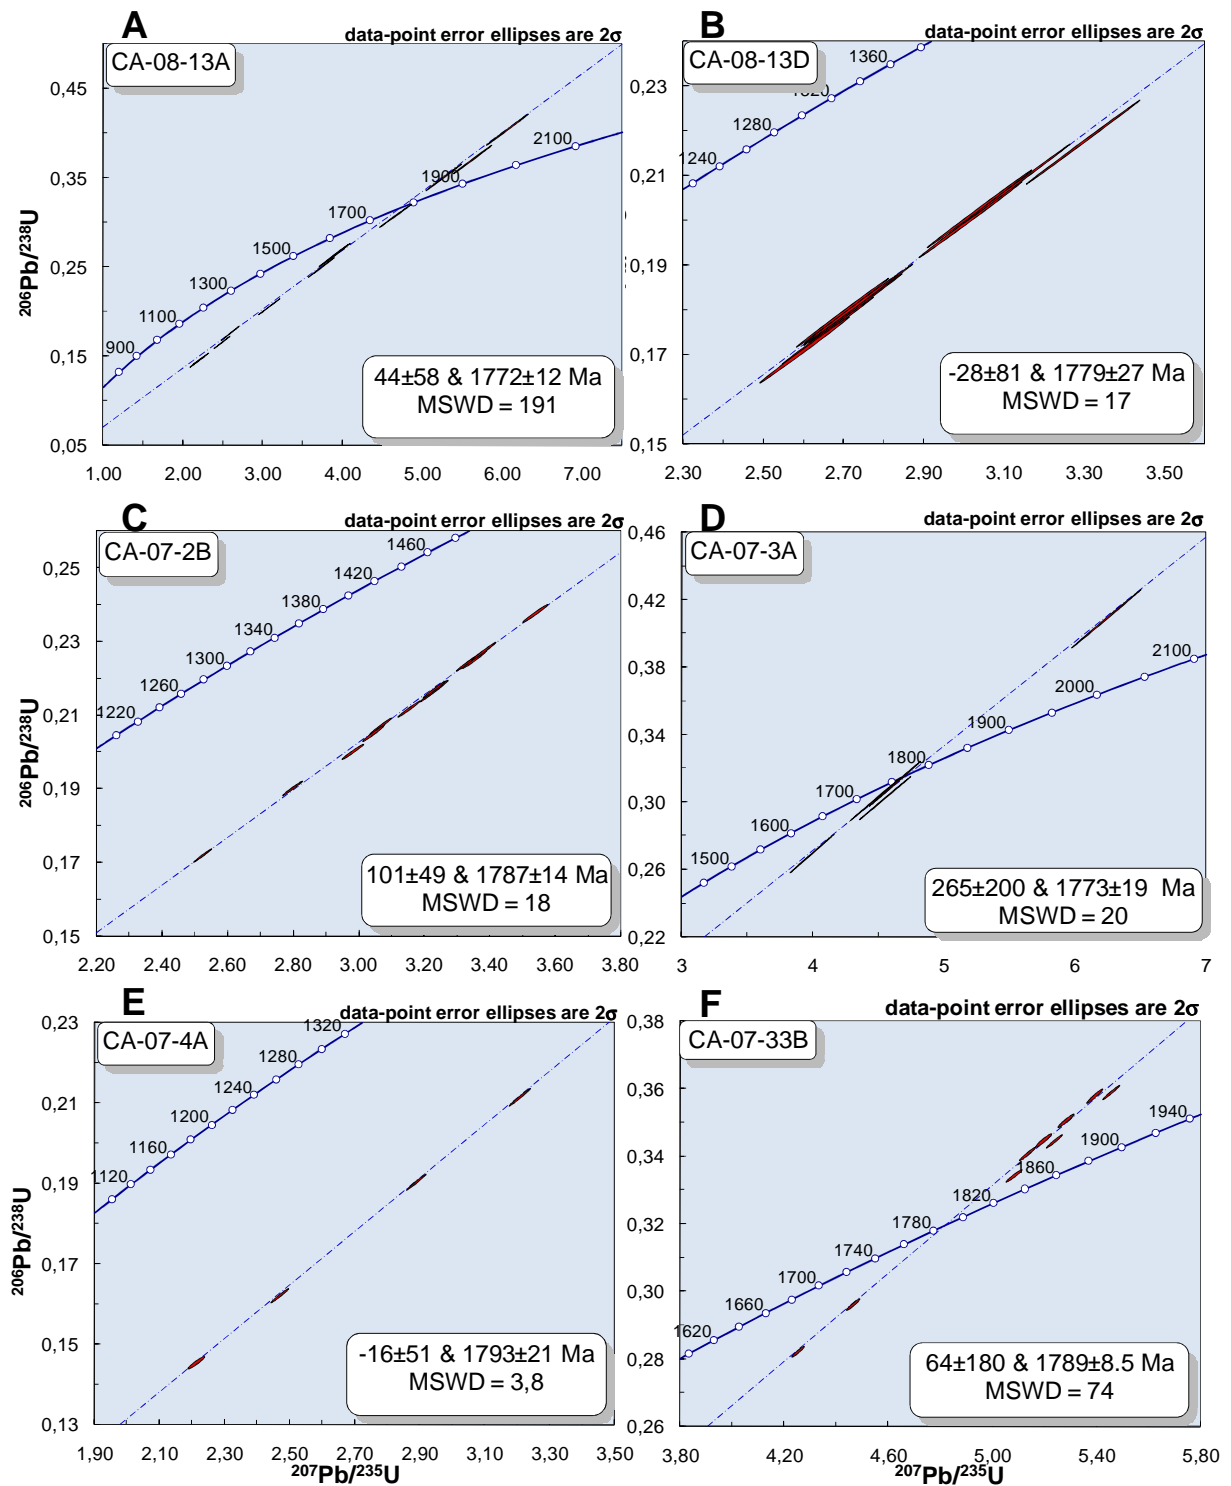 A
data-point error ellipses are 2σ
CA-08-13A
0,45
0,35
0,25
0,15
0,05
206Pb/238U
900
1100
1300
1500
1700
1900
2100
44±58 & 1772±12 Ma
MSWD = 191
1,00 2,00 3,00 4,00 5,00 6,00 7,00
B
data-point error ellipses are 2σ
CA-08-13D
0,23
0,21
0,19
0,17
0,15
1240
1280
1320
1360
-28±81 & 1779±27 Ma
MSWD = 17
2,30 2,50 2,70 2,90 3,10 3,30 3,50
C
data-point error ellipses are 2σ
CA-07-2B
0,25
0,23
0,21
0,19
0,17
0,15
206Pb/238U
1220
1260
1300
1340
1380
1420
1460
101±49 & 1787±14 Ma
MSWD = 18
2,20 2,40 2,60 2,80 3,00 3,20 3,40 3,60 3,80
D
data-point error ellipses are 2σ
CA-07-3A
0,46
0,42
0,38
0,34
0,30
0,26
0,22
1500
1600
1700
1800
1900
2000
2100
265±200 & 1773±19 Ma
MSWD = 20
3 4 5 6 7
E
data-point error ellipses are 2σ
CA-07-4A
0,23
0,21
0,19
0,17
0,15
0,13
206Pb/238U
1120
1160
1200
1240
1280
1320
-16±51 & 1793±21 Ma
MSWD = 3,8
1,90 2,10 2,30 2,50 2,70 2,90 3,10 3,30 3,50
207Pb/235U
F
data-point error ellipses are 2σ
CA-07-33B
0,38
0,36
0,34
0,32
0,30
0,28
0,26
1620
1660
1700
1740
1780
1820
1860
1900
1940
64±180 & 1789±8.5 Ma
MSWD = 74
3,80 4,20 4,60 5,00 5,40 5,80
207Pb/235U